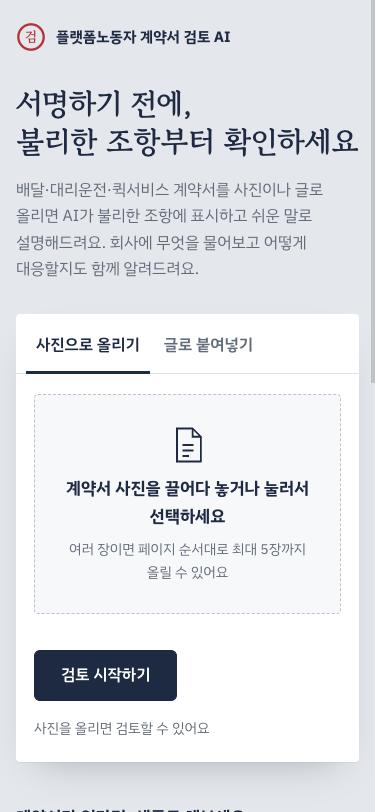 검
플랫폼노동자 계약서 검토 AI
서명하기 전에,
불리한 조항부터 확인하세요
배달·대리운전·퀵서비스 계약서를 사진이나 글로
올리면 AI가 불리한 조항에 표시하고 쉬운 말로
설명해드려요. 회사에 무엇을 물어보고 어떻게
대응할지도 함께 알려드려요.
사진으로 올리기
글로 붙여넣기
계약서 사진을 끌어다 놓거나 눌러서
선택하세요
여러 장이면 페이지 순서대로 최대 5장까지
올릴 수 있어요
검토 시작하기
사진을 올리면 검토할 수 있어요